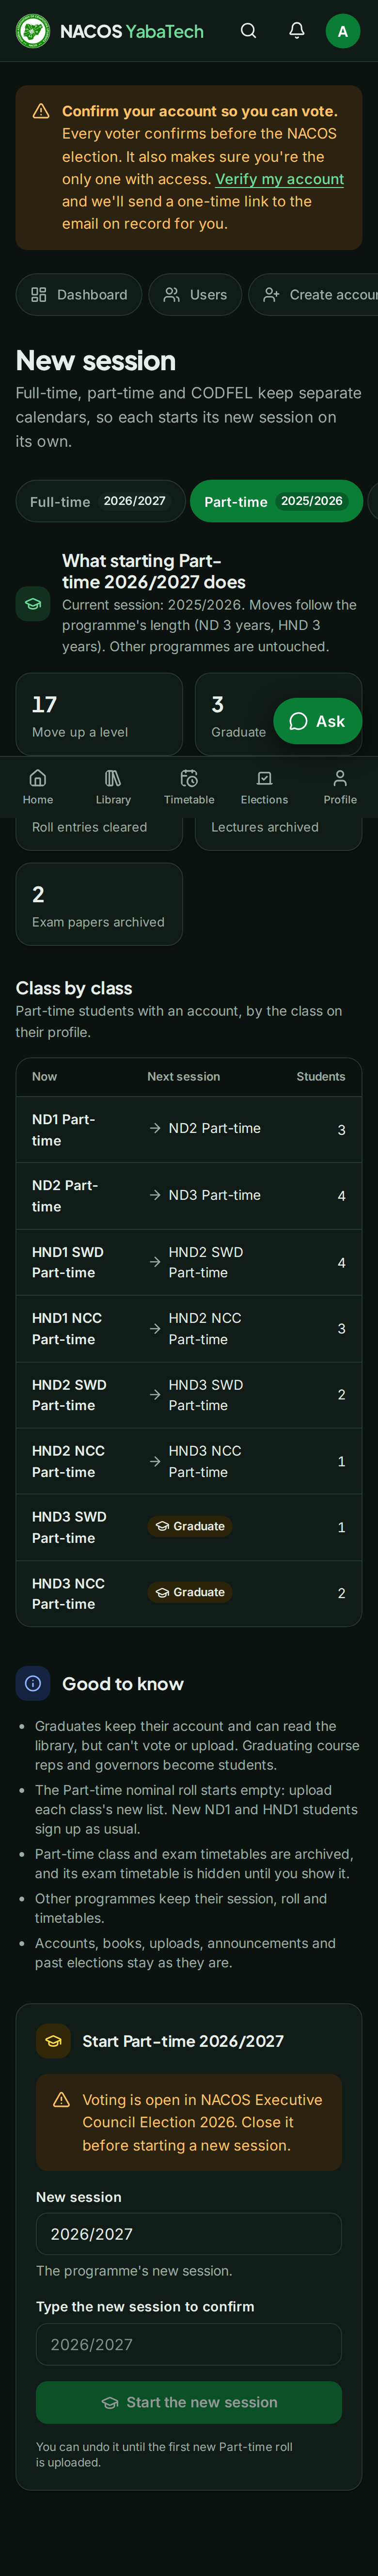 NACOS YabaTech
A
Confirm your account so you can vote.
Every voter confirms before the NACOS
election. It also makes sure you're the
only one with access. Verify my account
and we'll send a one-time link to the
email on record for you.
Dashboard
Users
Create accoun
New session
Full-time, part-time and CODFEL keep separate
calendars, so each starts its new session on
its own.
Full-time 2026/2027
Part-time 2025/2026
What starting Part-
time 2026/2027 does
Current session: 2025/2026. Moves follow the
programme's length (ND 3 years, HND 3
years). Other programmes are untouched.
17
Move up a level
3
Graduate
Ask
Home
Library
Timetable
Elections
Profile
Roll entries cleared
Lectures archived
2
Exam papers archived
Class by class
Part-time students with an account, by the class on
their profile.
Now Next session Students
ND1 Part-
time
ND2 Part-time
3
ND2 Part-
time
ND3 Part-time
4
HND1 SWD
Part-time
HND2 SWD
Part-time
4
HND1 NCC
Part-time
HND2 NCC
Part-time
3
HND2 SWD
Part-time
HND3 SWD
Part-time
2
HND2 NCC
Part-time
HND3 NCC
Part-time
1
HND3 SWD
Part-time
Graduate
1
HND3 NCC
Part-time
Graduate
2
Good to know
Graduates keep their account and can read the
library, but can't vote or upload. Graduating course
reps and governors become students.
The Part-time nominal roll starts empty: upload
each class's new list. New ND1 and HND1 students
sign up as usual.
Part-time class and exam timetables are archived,
and its exam timetable is hidden until you show it.
Other programmes keep their session, roll and
timetables.
Accounts, books, uploads, announcements and
past elections stay as they are.
Start Part-time 2026/2027
Voting is open in NACOS Executive
Council Election 2026. Close it
before starting a new session.
New session
2026/2027
The programme's new session.
Type the new session to confirm
2026/2027
Start the new session
You can undo it until the first new Part-time roll
is uploaded.